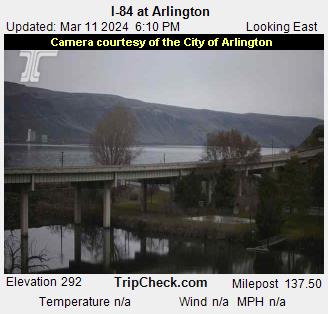 I-84 at Arlington
Updated: Mar 11 2024 6:10 PM Looking East
Camera courtesy of the City of Arlington
Elevation 292 TripCheck.com Milepost 137.50
Temperature n/a Wind n/a MPH n/a